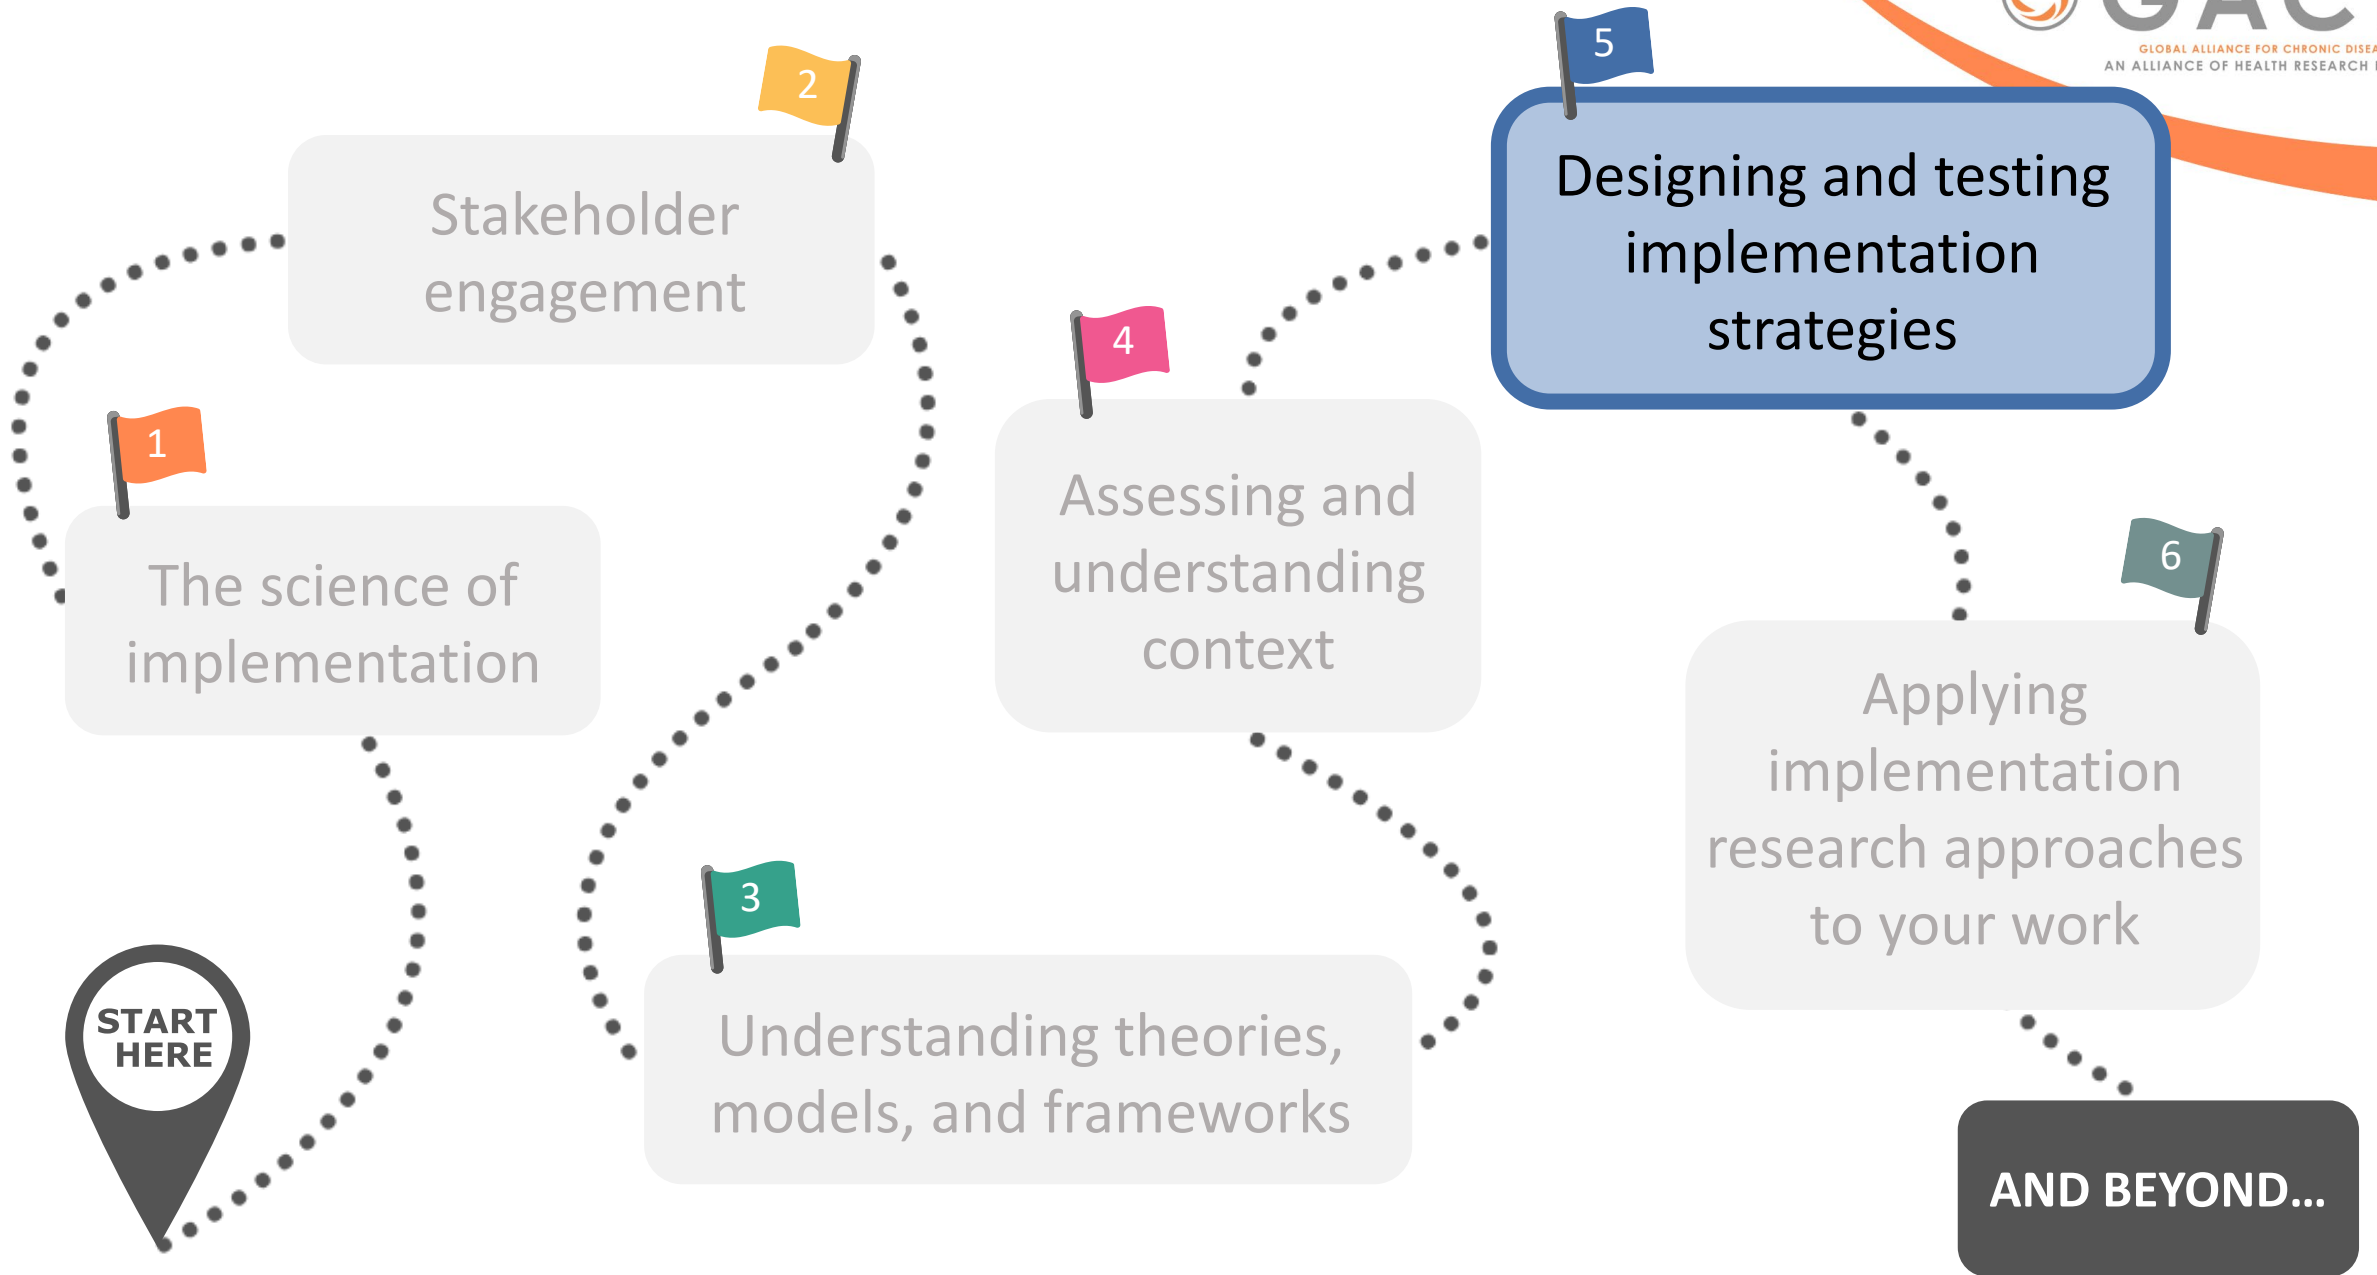 GLOBAL ALLIANCE FOR CHRONIC
AN ALLIANCE OF HEALTH RESEARCH
5
Designing and testing
implementation
strategies
2
Stakeholder
engagement
4
Assessing and
understanding
context
1
The science of
implementation
6
Applying
implementation
research approaches
to your work
3
Understanding theories,
models, and frameworks
START
HERE
AND BEYOND...